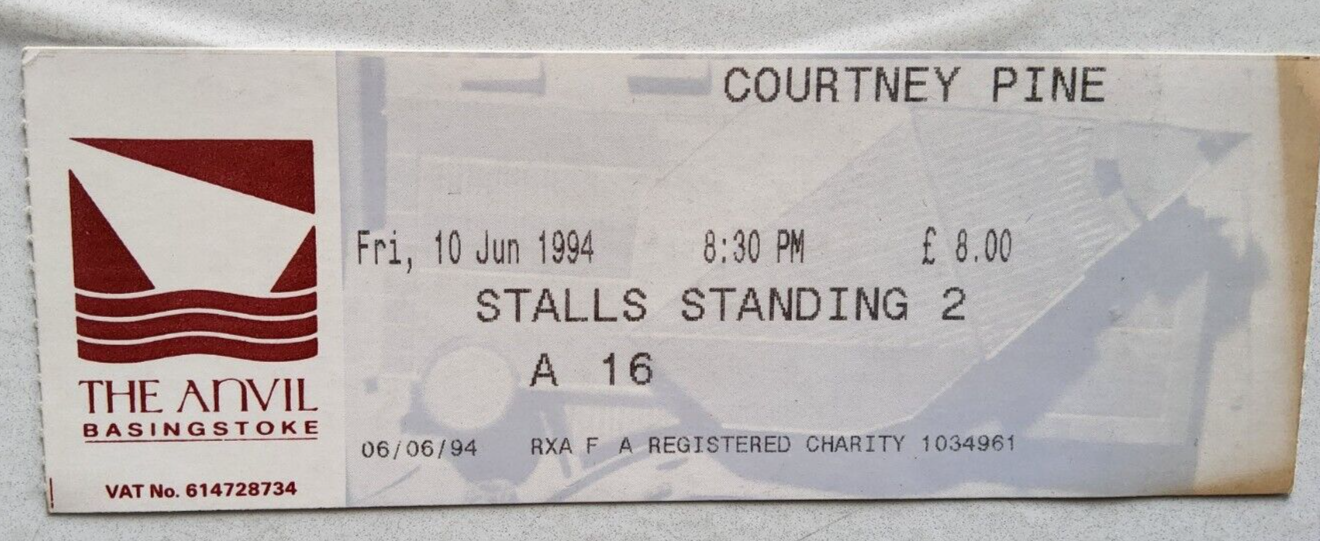 COURTNEY PINE
Fri, 10 Jun 1994 8:30 PM £ 8.00
STALLS STANDING 2
A 16
06/06/94 RXA F A REGISTERED CHARITY 1034961
THE ANVIL
BASINGSTOKE
VAT No. 614728734